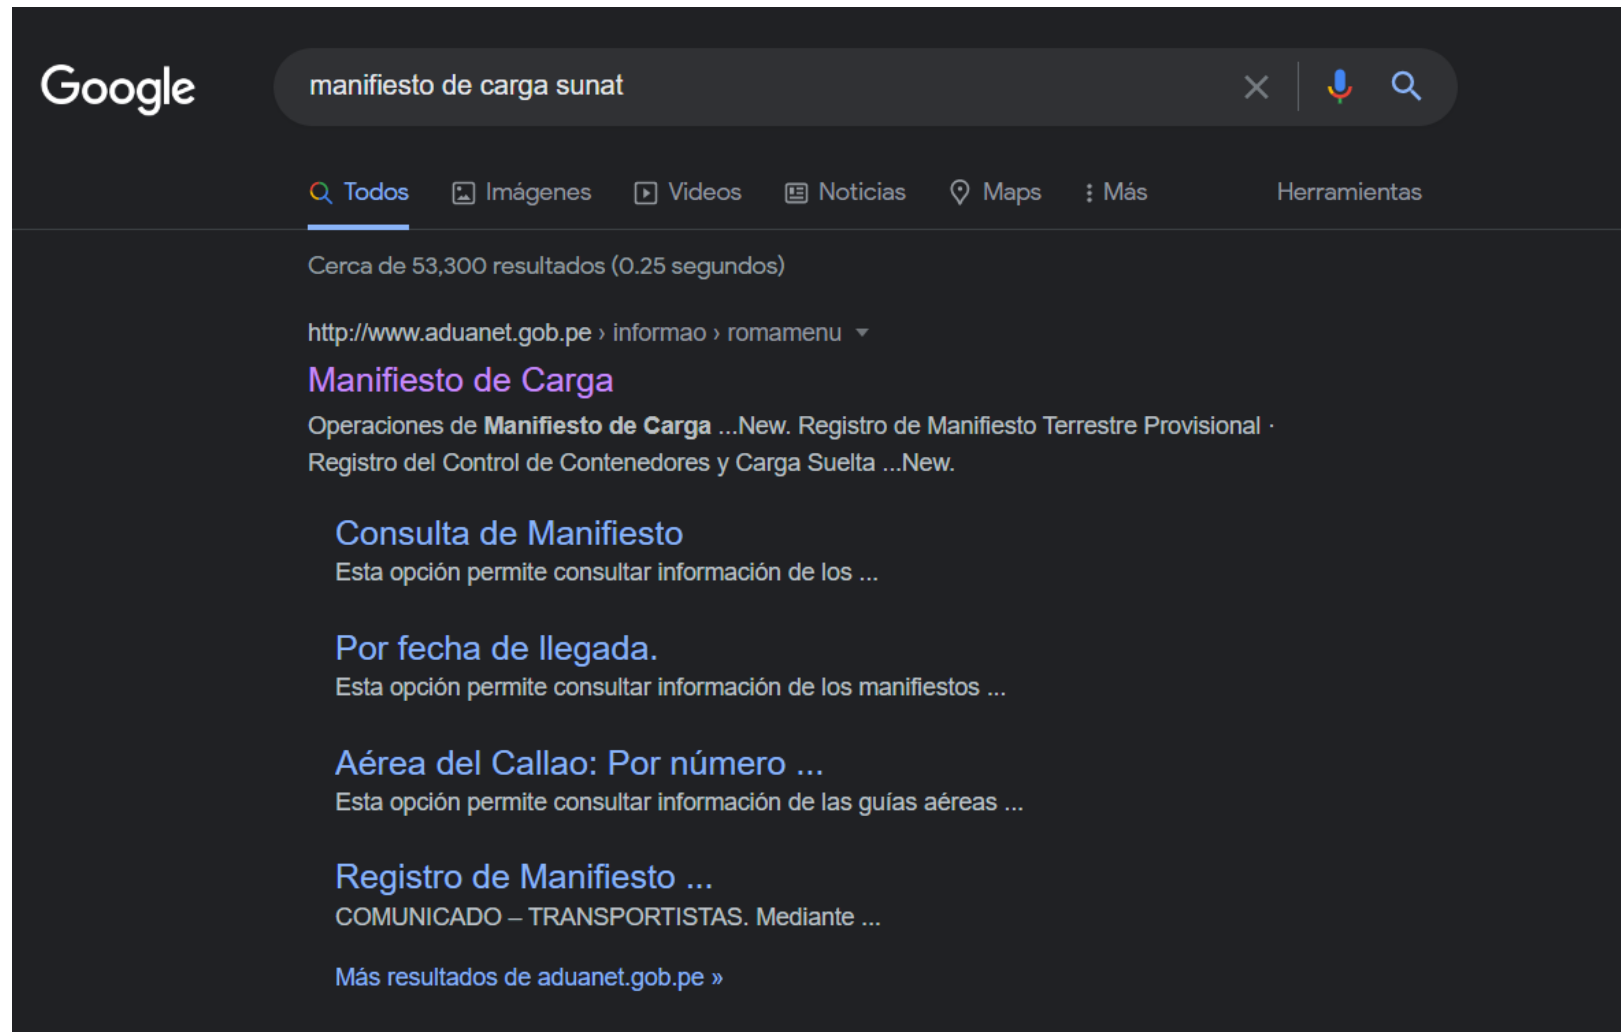 Google
manifiesto de carga sunat
Todos Imágenes Videos Noticias Maps Más Herramientas
Cerca de 53,300 resultados (0.25 segundos)
http://www.aduanet.gob.pe › informao › romamenu
Manifiesto de Carga
Operaciones de Manifiesto de Carga ...New. Registro de Manifiesto Terrestre Provisional ·
Registro del Control de Contenedores y Carga Suelta ...New.
Consulta de Manifiesto
Esta opción permite consultar información de los ...
Por fecha de llegada.
Esta opción permite consultar información de los manifiestos ...
Aérea del Callao: Por número ...
Esta opción permite consultar información de las guías aéreas ...
Registro de Manifiesto ...
COMUNICADO – TRANSPORTISTAS. Mediante ...
Más resultados de aduanet.gob.pe »